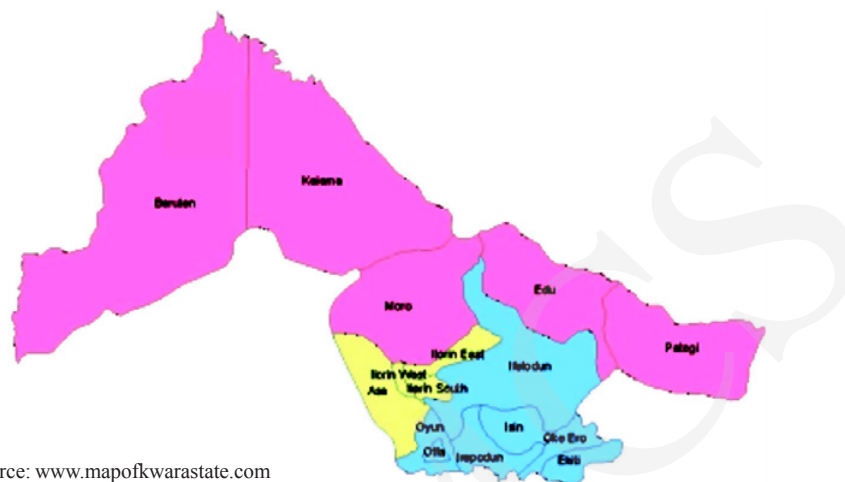 Kaiama
Baruten
Edu
Moro
Patagi
Ilorin East
Ifelodun
Ilorin West
Asa
Ilorin South
Oyun
Isin
Oke Ero
Offa
Irepodun
Ekiti
rce: www.mapofkwarastate.com